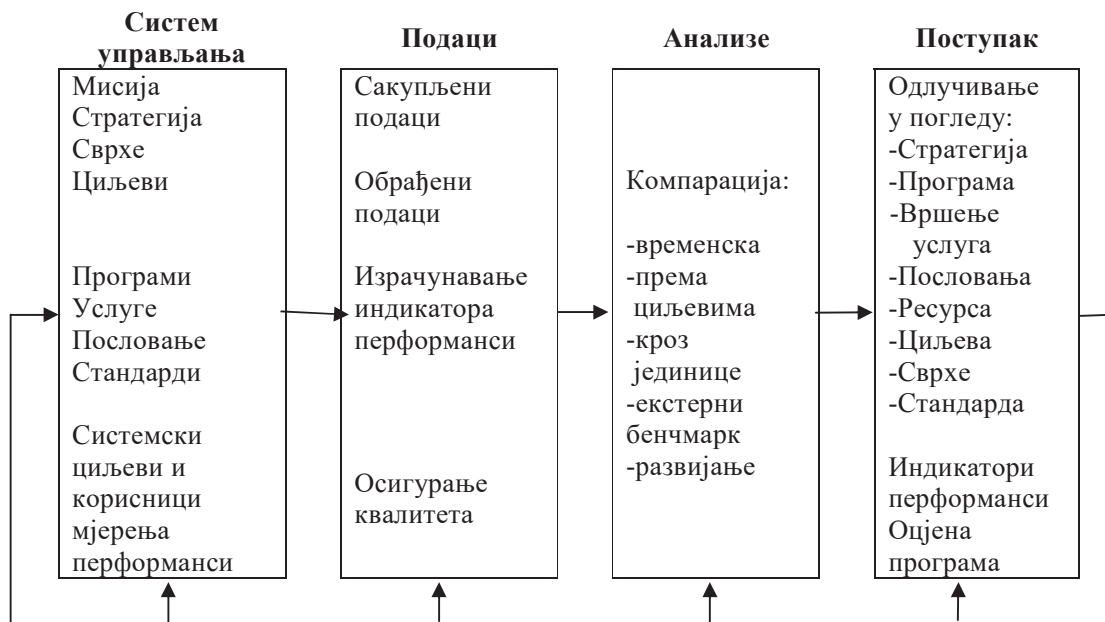 Систем
управљања
Мисија
Стратегија
Сврхе
Циљеви
Програми
Услуге
Пословање
Стандарди
Системски
циљеви и
корисници
мјерења
перформанси
Подаци
Сакупљени
подаци
Обрађени
подаци
Израчунавање
индикатора
перформанси
Осигурање
квалитета
Анализе
Компарација:
-временска
-према
циљевима
-кроз
јединице
-екстерни
бенчмарк
-развијање
Поступак
Одлучивање
у погледу:
-Стратегија
-Програма
-Вршење
услуга
-Пословања
-Ресурса
-Циљева
-Сврхе
-Стандарда
Индикатори
перформанси
Оцјена
програма